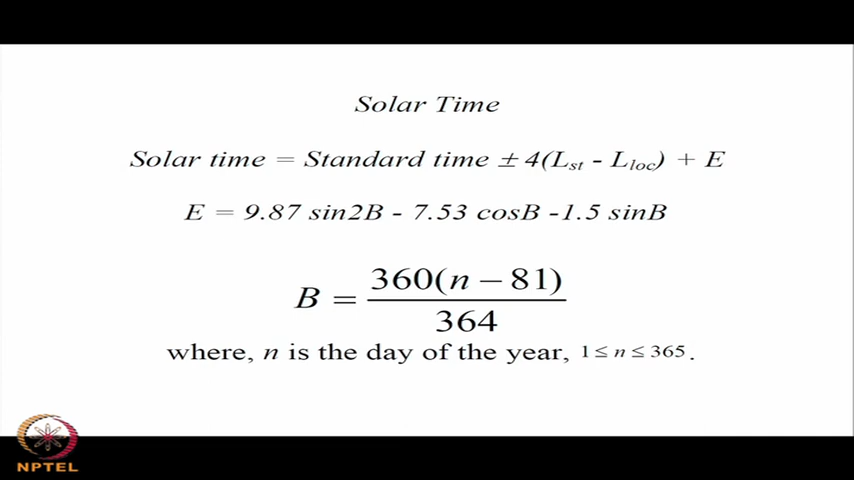 Solar Time
Solar time = Standard time ± 4(Lst - Lloc) + E
E = 9.87 sin2B - 7.53 cosB -1.5 sinB
B = 360(n − 81) / 364
where, n is the day of the year, 1 ≤ n ≤ 365.
NPTEL